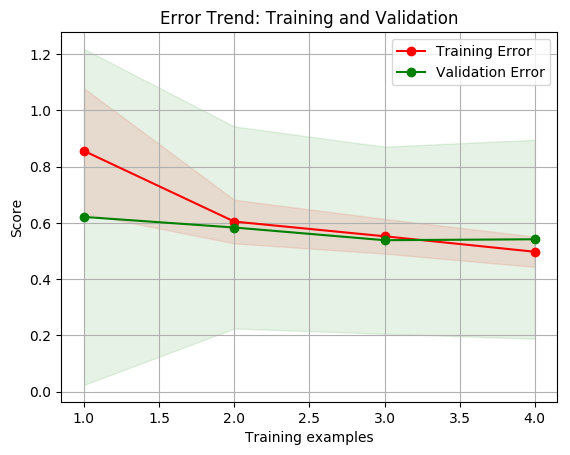 Error Trend: Training and Validation
Training Error
Validation Error
Score
1.2
1.0
0.8
0.6
0.4
0.2
0.0
1.0 1.5 2.0 2.5 3.0 3.5 4.0
Training examples